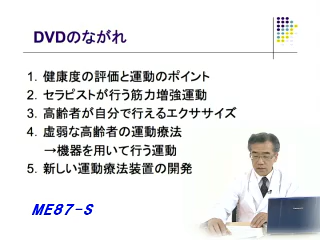 DVDのながれ
1. 健康度の評価と運動のポイント
2. セラピストが行う筋力増強運動
3. 高齢者が自分で行えるエクササイズ
4. 虚弱な高齢者の運動療法
→機器を用いて行う運動
5. 新しい運動療法装置の開発
ME87-S